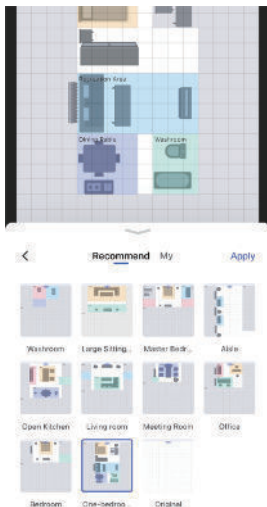 Recreation Area
Dining Room Washroom
Recommend My Apply
Washroom Large Sitting... Master Bedr... Aisle
Open Kitchen Living room Meeting Room Office
Bedroom One-bedroo... Original